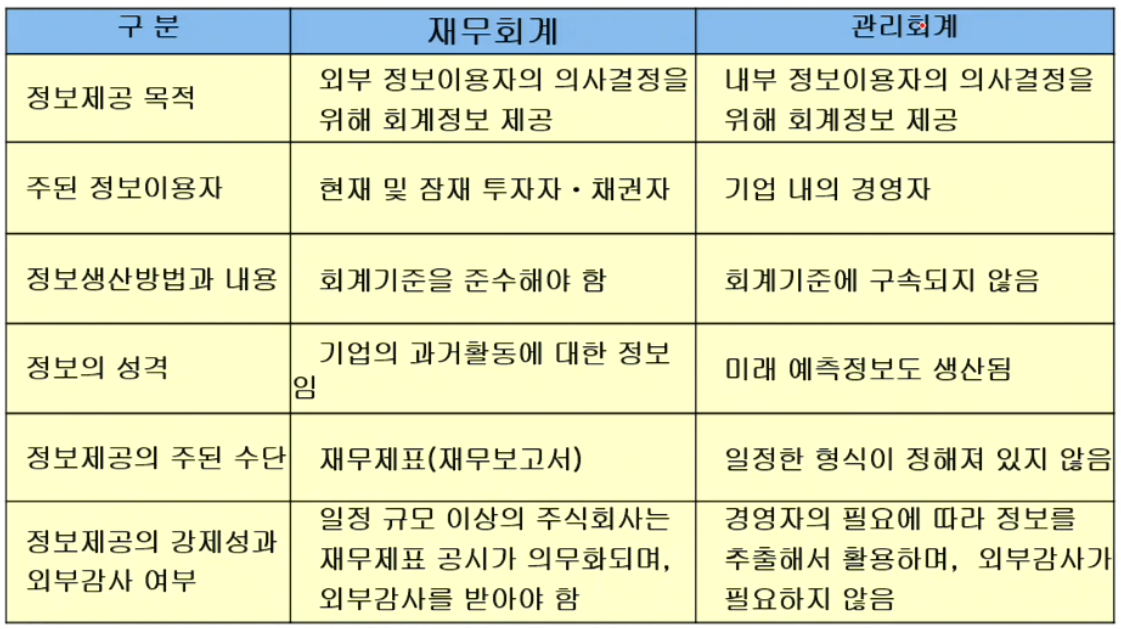 구 분
재무회계
관리회계
정보제공 목적
외부 정보이용자의 의사결정을
위해 회계정보 제공
내부 정보이용자의 의사결정을
위해 회계정보 제공
주된 정보이용자
현재 및 잠재 투자자・채권자
기업 내의 경영자
정보생산방법과 내용
회계기준을 준수해야 함
회계기준에 구속되지 않음
정보의 성격
기업의 과거활동에 대한 정보
임
미래 예측정보도 생산됨
정보제공의 주된 수단
재무제표(재무보고서)
일정한 형식이 정해져 있지 않음
정보제공의 강제성과
외부감사 여부
일정 규모 이상의 주식회사는
재무제표 공시가 의무화되며,
외부감사를 받아야 함
경영자의 필요에 따라 정보를
추출해서 활용하며, 외부감사가
필요하지 않음